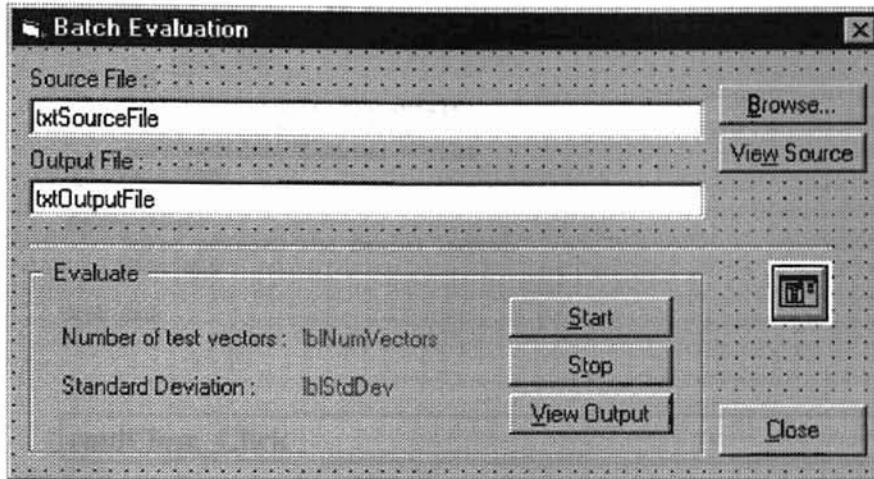 Batch Evaluation
Source File :
txtSourceFile
Browse...
View Source
Output File :
txtOutputFile
Evaluate
Number of test vectors : lblNumVectors
Standard Deviation : lblStdDev
Start
Stop
View Output
Close